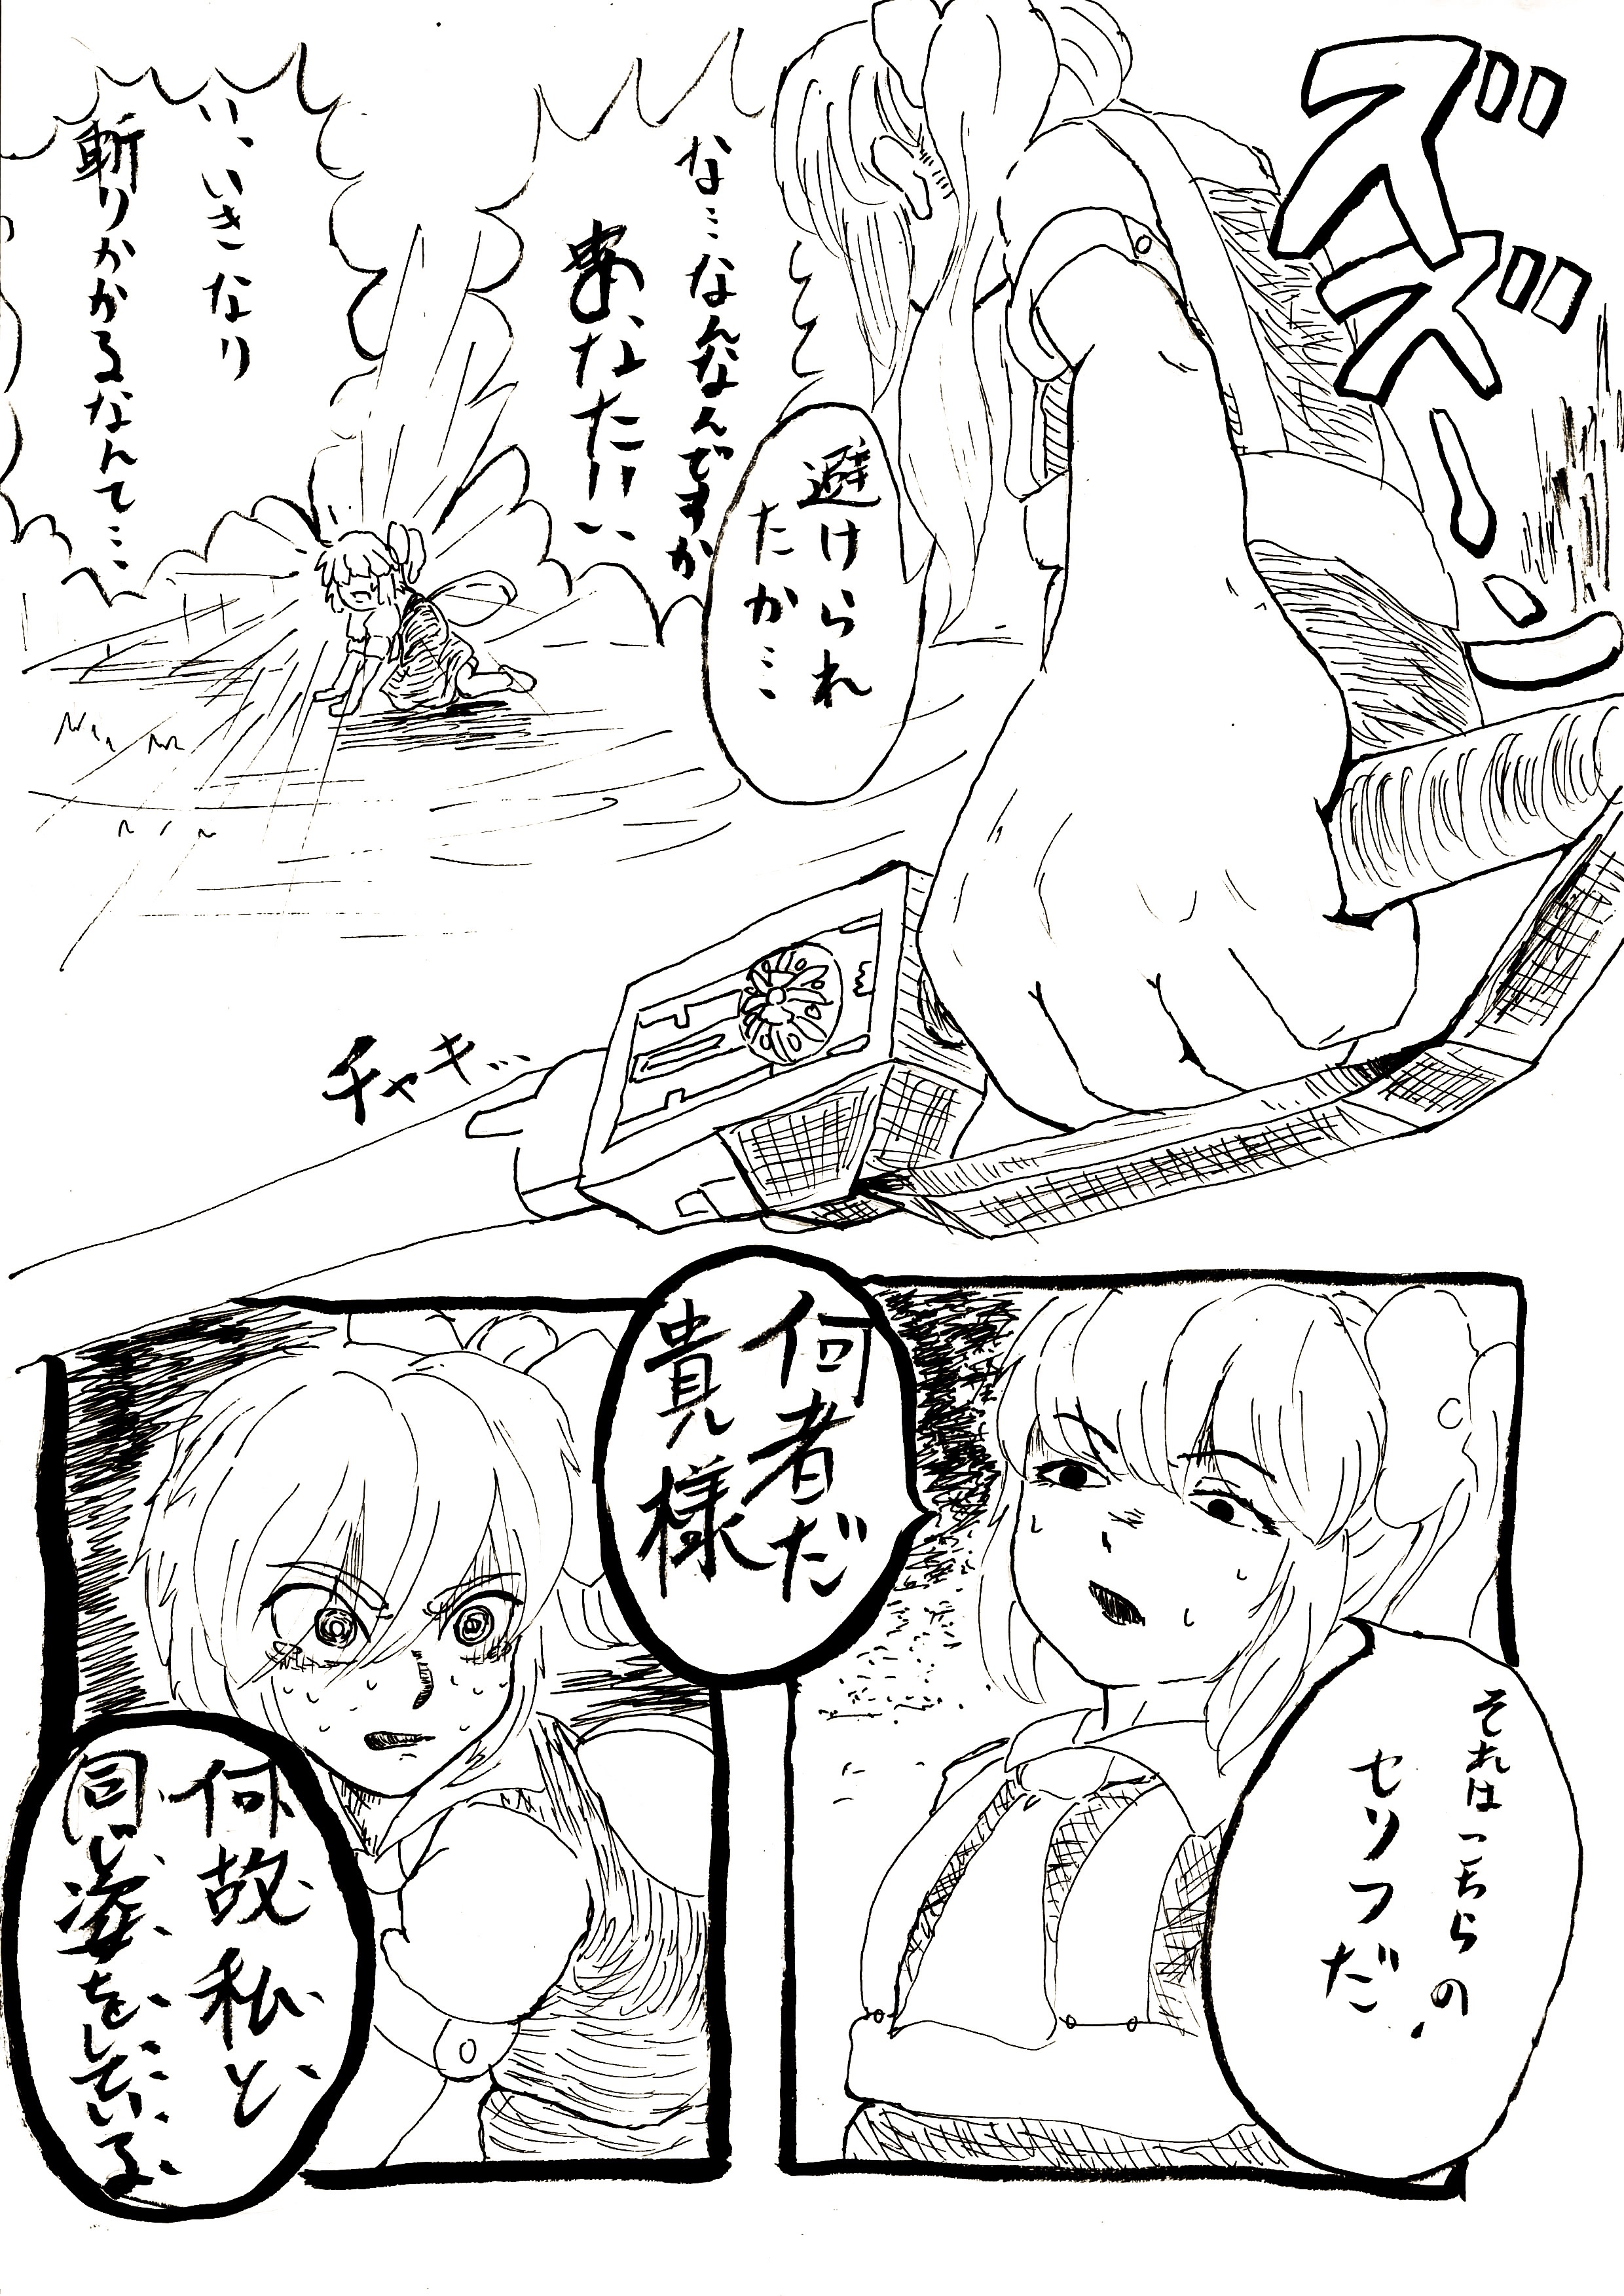 ズズーン
な…なんなんですか
あ、あなたは、
い、いきなり
斬りかかるなんて…
避けられ
たか…
チャキ…
それはこちらの
セリフだ
何者だ
貴様
何故私と
同じ姿をしている